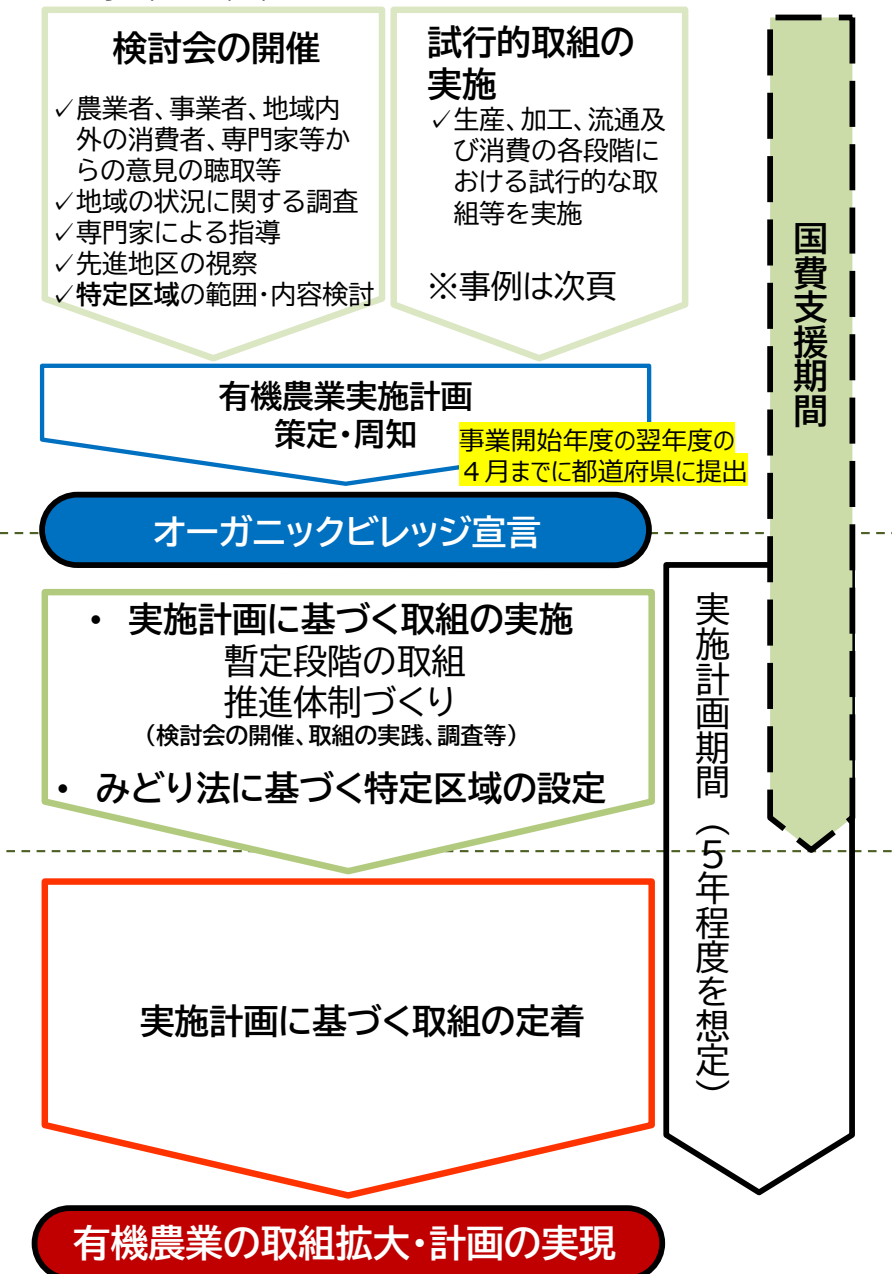 検討会の開催
✓農業者、事業者、地域内
外の消費者、専門家等か
らの意見の聴取等
✓地域の状況に関する調査
✓専門家による指導
✓先進地区の視察
✓特定区域の範囲・内容検討
試行的取組の
実施
✓生産、加工、流通及
び消費の各段階に
おける試行的な取
組等を実施
※事例は次頁
国費支援期間
有機農業実施計画
策定・周知
事業開始年度の翌年度の
４月までに都道府県に提出
オーガニックビレッジ宣言
・ 実施計画に基づく取組の実施
暫定段階の取組
推進体制づくり
（検討会の開催、取組の実践、調査等）
・ みどり法に基づく特定区域の設定
実施計画期間（５年程度を想定）
実施計画に基づく取組の定着
有機農業の取組拡大・計画の実現